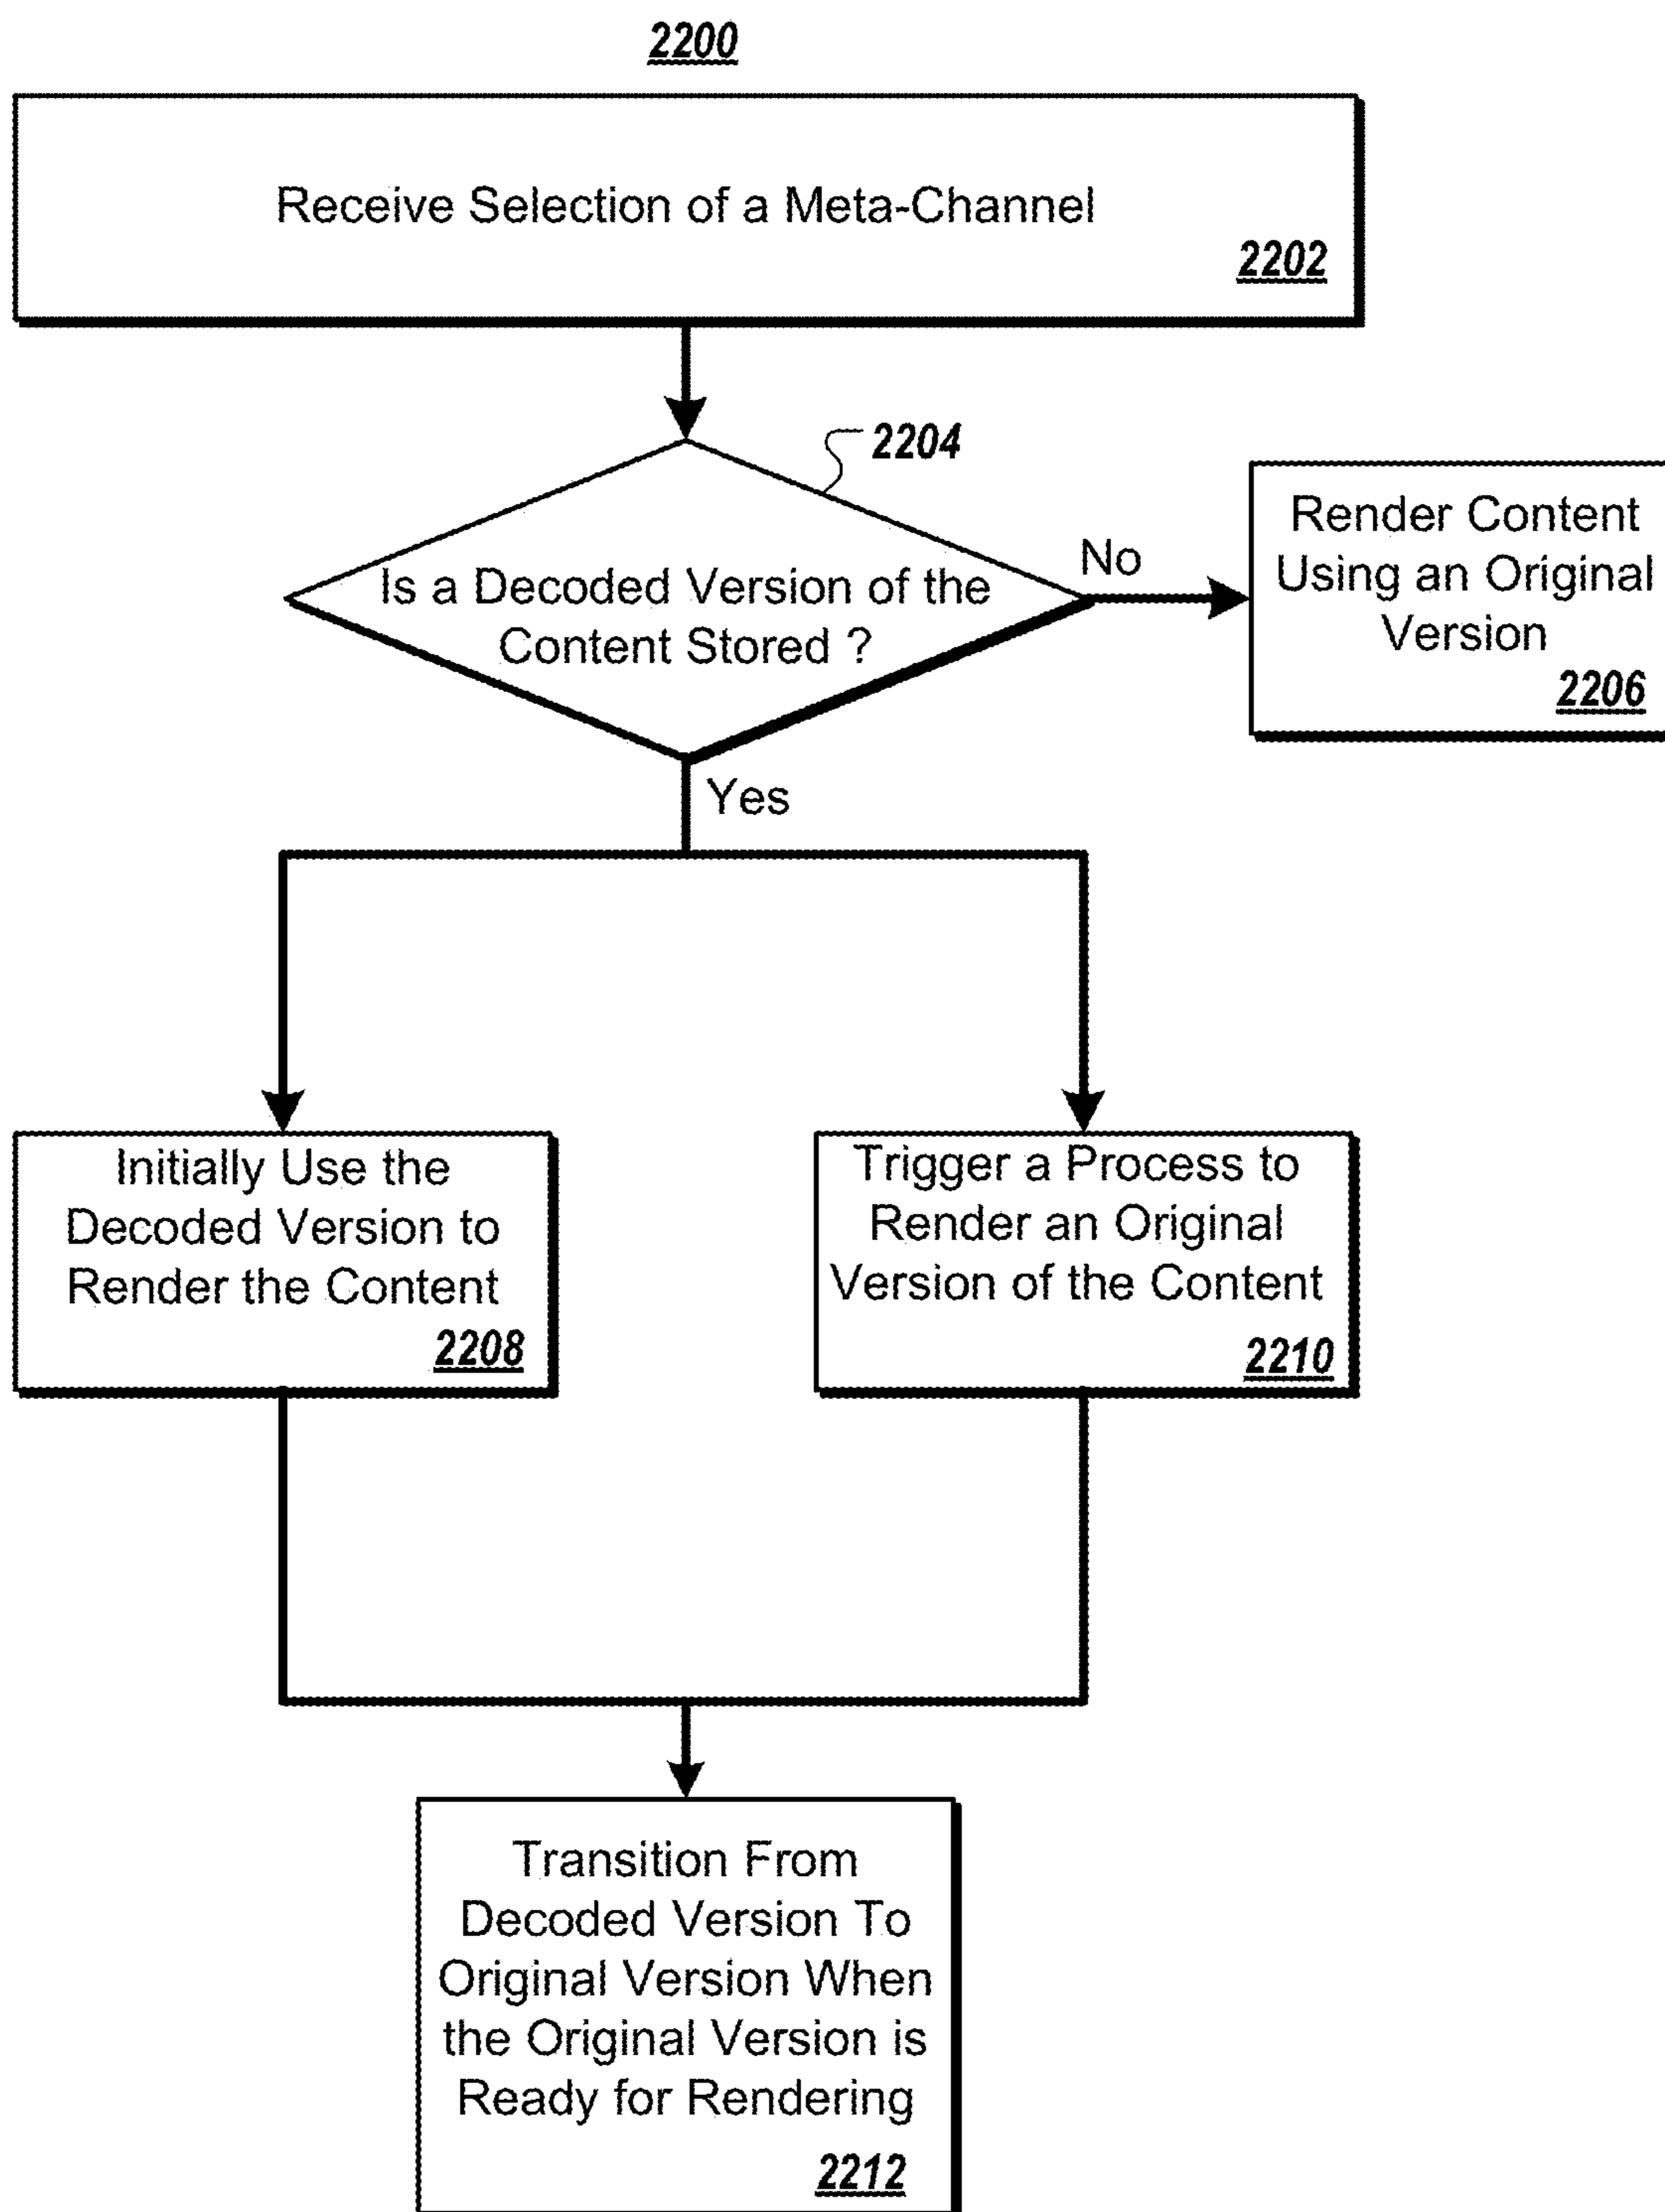 2200
Receive Selection of a Meta-Channel
2202
2204
Is a Decoded Version of the
Content Stored ?
No
Render Content
Using an Original
Version
2206
Yes
Initially Use the
Decoded Version to
Render the Content
2208
Trigger a Process to
Render an Original
Version of the Content
2210
Transition From
Decoded Version To
Original Version When
the Original Version is
Ready for Rendering
2212